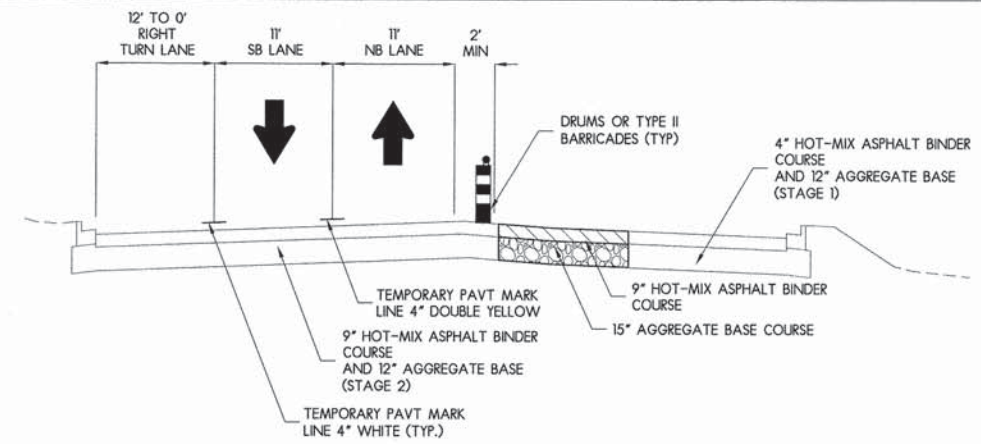 12' TO 0'
RIGHT
TURN LANE
11'
SB LANE
11'
NB LANE
2'
MIN
DRUMS OR TYPE II
BARRICADES (TYP)
4" HOT-MIX ASPHALT BINDER
COURSE
AND 12" AGGREGATE BASE
(STAGE 1)
TEMPORARY PAVT MARK
LINE 4" DOUBLE YELLOW
9" HOT-MIX ASPHALT BINDER
COURSE
15" AGGREGATE BASE COURSE
9" HOT-MIX ASPHALT BINDER
COURSE
AND 12" AGGREGATE BASE
(STAGE 2)
TEMPORARY PAVT MARK
LINE 4" WHITE (TYP.)